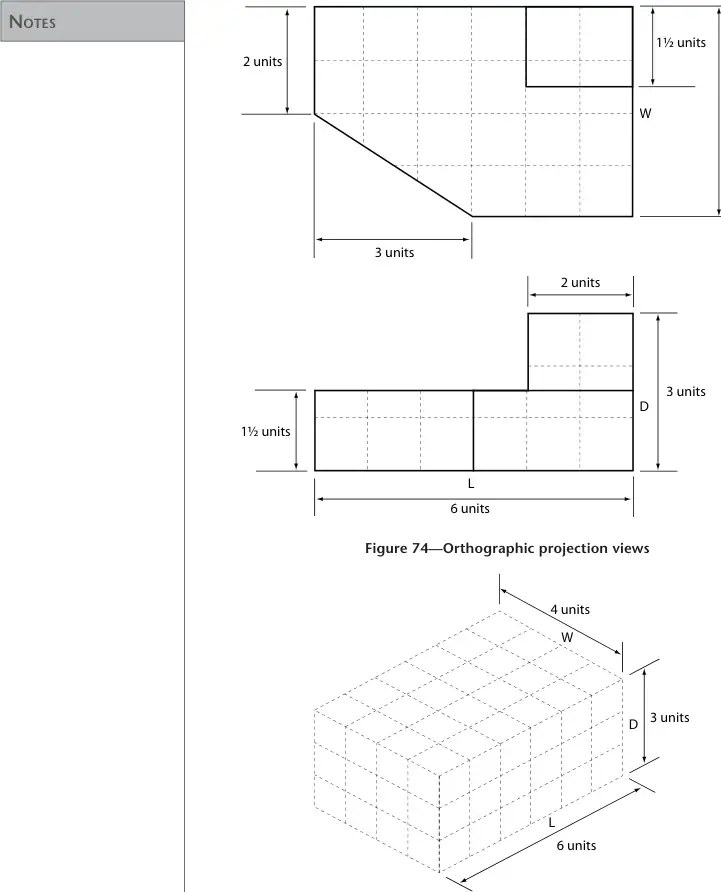 NOTES
1½ units
2 units
W
3 units
2 units
3 units
D
1½ units
L
6 units
Figure 74—Orthographic projection views
4 units
W
3 units
D
L
6 units